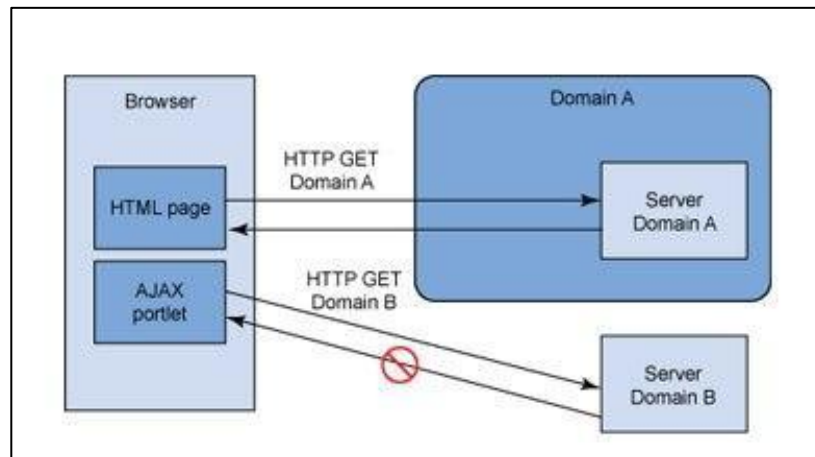 Browser
Domain A
HTTP GET
Domain A
HTML page
Server
Domain A
HTTP GET
Domain B
AJAX
portlet
Server
Domain B